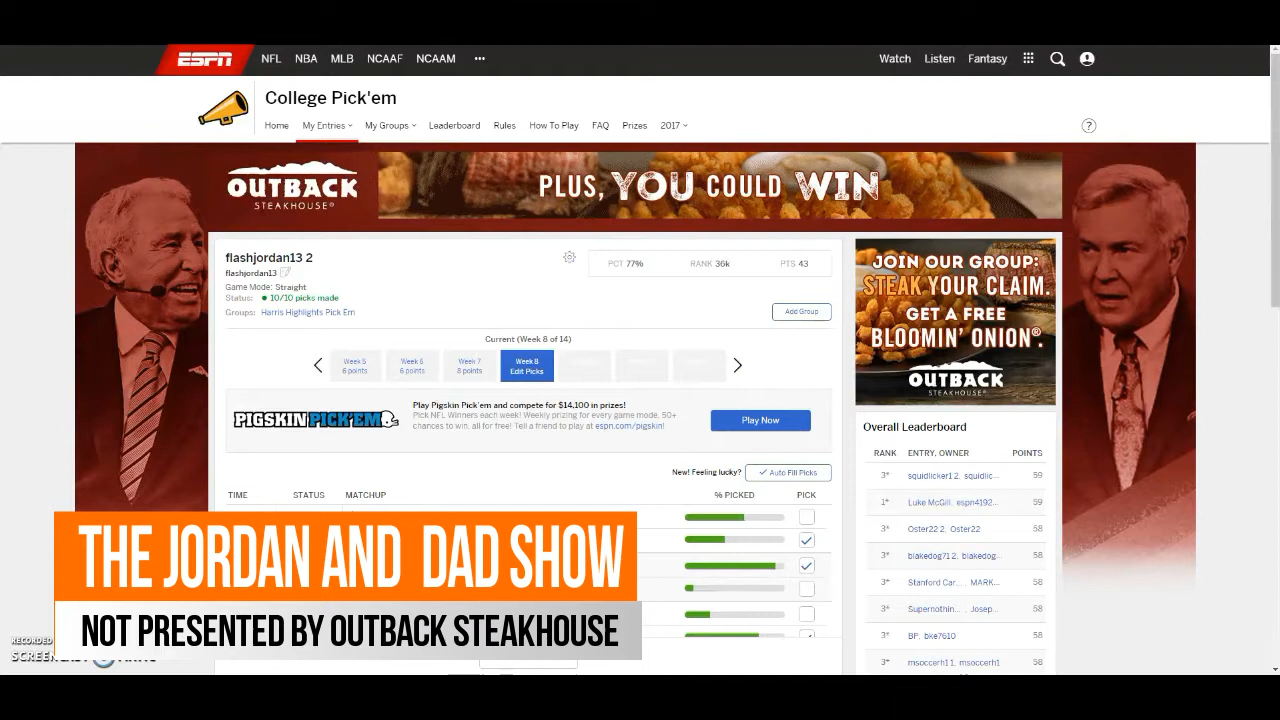 ESPN NFL NBA MLB NCAAF NCAAM ••• Watch Listen Fantasy
College Pick'em
Home My Entries My Groups Leaderboard Rules How To Play FAQ Prizes 2017 ?
OUTBACK
STEAKHOUSE®
PLUS, YOU COULD WIN
flashjordan13 2
flashjordan13
Game Mode: Straight
Status: 10/10 picks made
Groups: Harris Highlights Pick Em
PCT 77% RANK 36k PTS 43
Add Group
Current (Week 8 of 14)
Week 5
6 points
Week 6
6 points
Week 7
8 points
Week 8
Edit Picks
PIGSKIN PICK'EM
Play Pigskin Pick'em and compete for $14,100 in prizes!
Pick NFL Winners each week! Weekly prizing for every game mode, 50+
chances to win, all for free! Tell a friend to play at espn.com/pigskin!
Play Now
New! Feeling lucky? Auto Fill Picks
TIME STATUS MATCHUP % PICKED PICK
JOIN OUR GROUP:
STEAK YOUR CLAIM.
GET A FREE
BLOOMIN' ONION®.
OUTBACK
STEAKHOUSE
Overall Leaderboard
RANK ENTRY, OWNER POINTS
3* squidlicker1 2, squidlic... 59
1* Luke McGill, espn4192... 59
3* Oster22 2, Oster22 58
3* blakedog71 2, blakedog... 58
3* Stanford Car..., MARK... 58
3* Supernothin..., Josep... 58
3* BP, bke7610 58
3* msoccerh1 1, msoccerh1 58
THE JORDAN AND DAD SHOW
NOT PRESENTED BY OUTBACK STEAKHOUSE
RECORDED